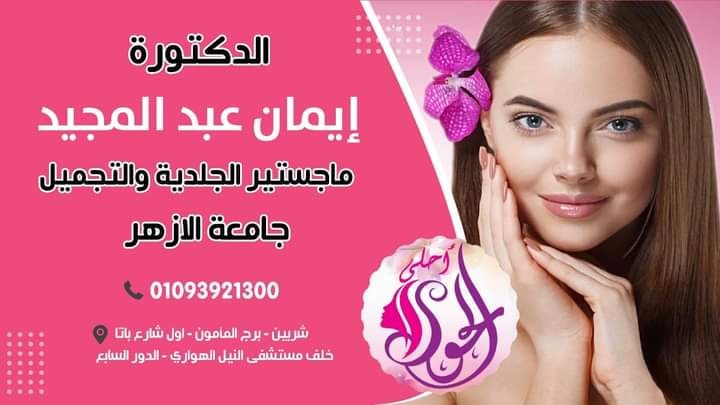 الدكتورة
إيمان عبد المجيد
ماجستير الجلدية والتجميل
جامعة الازهر
01093921300
شربين - برج المامون - اول شارع باتا
خلف مستشفى النيل الهواري - الدور السابع
أحلى